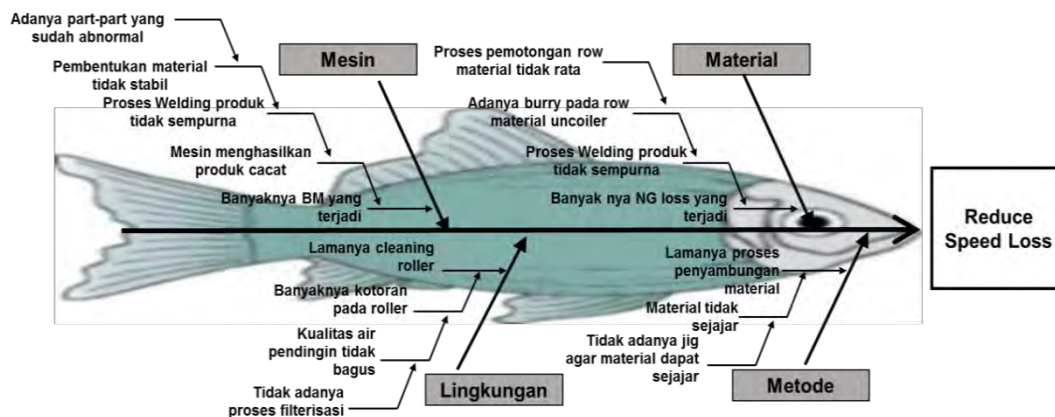 Adanya part-part yang
sudah abnormal
Mesin
Pembentukan material
tidak stabil
Proses Welding produk
tidak sempurna
Mesin menghasilkan
produk cacat
Banyaknya BM yang
terjadi
Proses pemotongan row
material tidak rata
Material
Adanya burry pada row
material uncoiler
Proses Welding produk
tidak sempurna
Banyak nya NG loss yang
terjadi
Reduce
Speed Loss
Lamanya cleaning
roller
Banyaknya kotoran
pada roller
Kualitas air
pendingin tidak
bagus
Tidak adanya
proses filterisasi
Lingkungan
Lamanya proses
penyambungan
material
Material tidak
sejajar
Tidak adanya jig
agar material dapat
sejajar
Metode